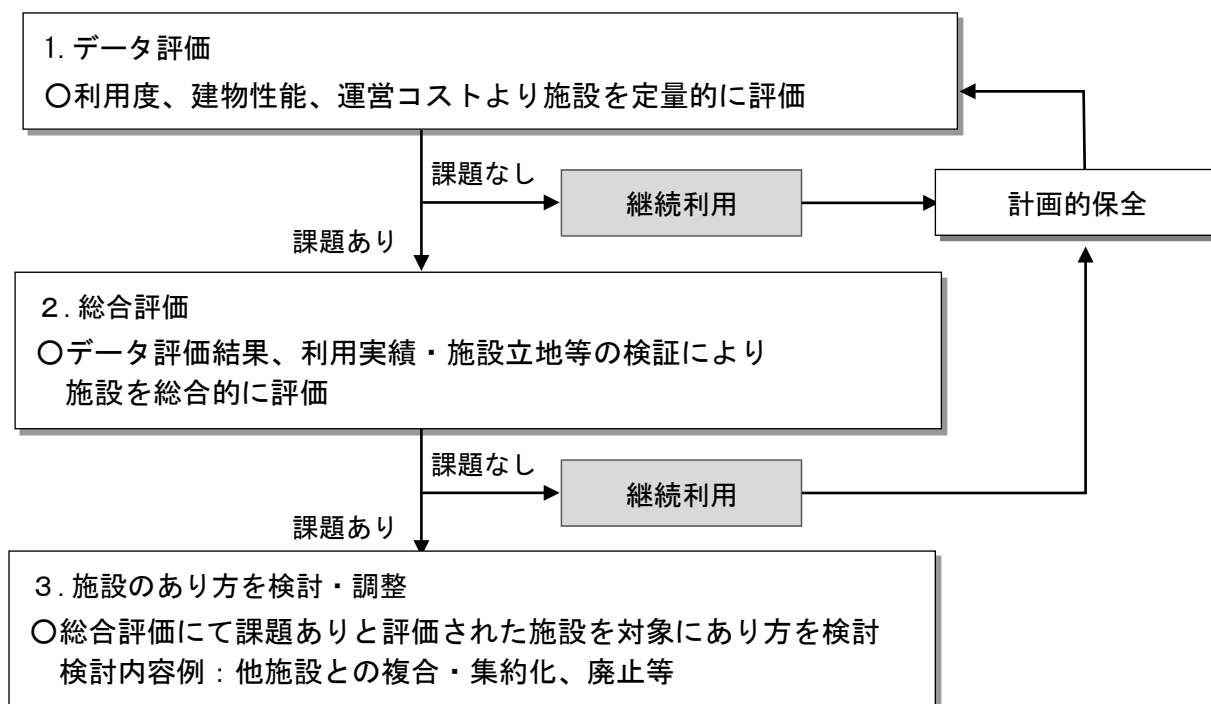 1. データ評価
〇利用度、建物性能、運営コストより施設を定量的に評価
課題なし
継続利用
計画的保全
課題あり
２. 総合評価
〇データ評価結果、利用実績・施設立地等の検証により
施設を総合的に評価
課題なし
継続利用
課題あり
３. 施設のあり方を検討・調整
〇総合評価にて課題ありと評価された施設を対象にあり方を検討
検討内容例：他施設との複合・集約化、廃止等